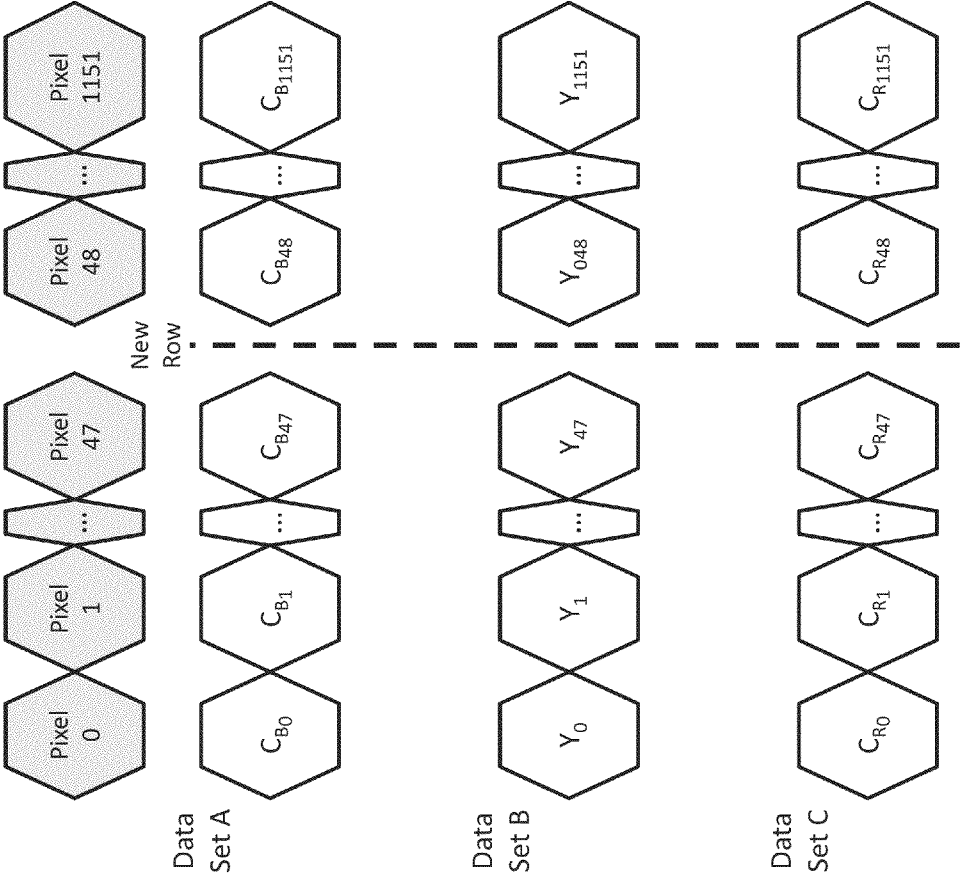 Pixel
0
Pixel
1
...
Pixel
47
New
Row
Pixel
48
...
Pixel
1151
Data
Set A
CB0
CB1
...
CB47
CB48
...
CB1151
Data
Set B
Y0
Y1
...
Y47
Y048
...
Y1151
Data
Set C
CR0
CR1
...
CR47
CR48
...
CR1151